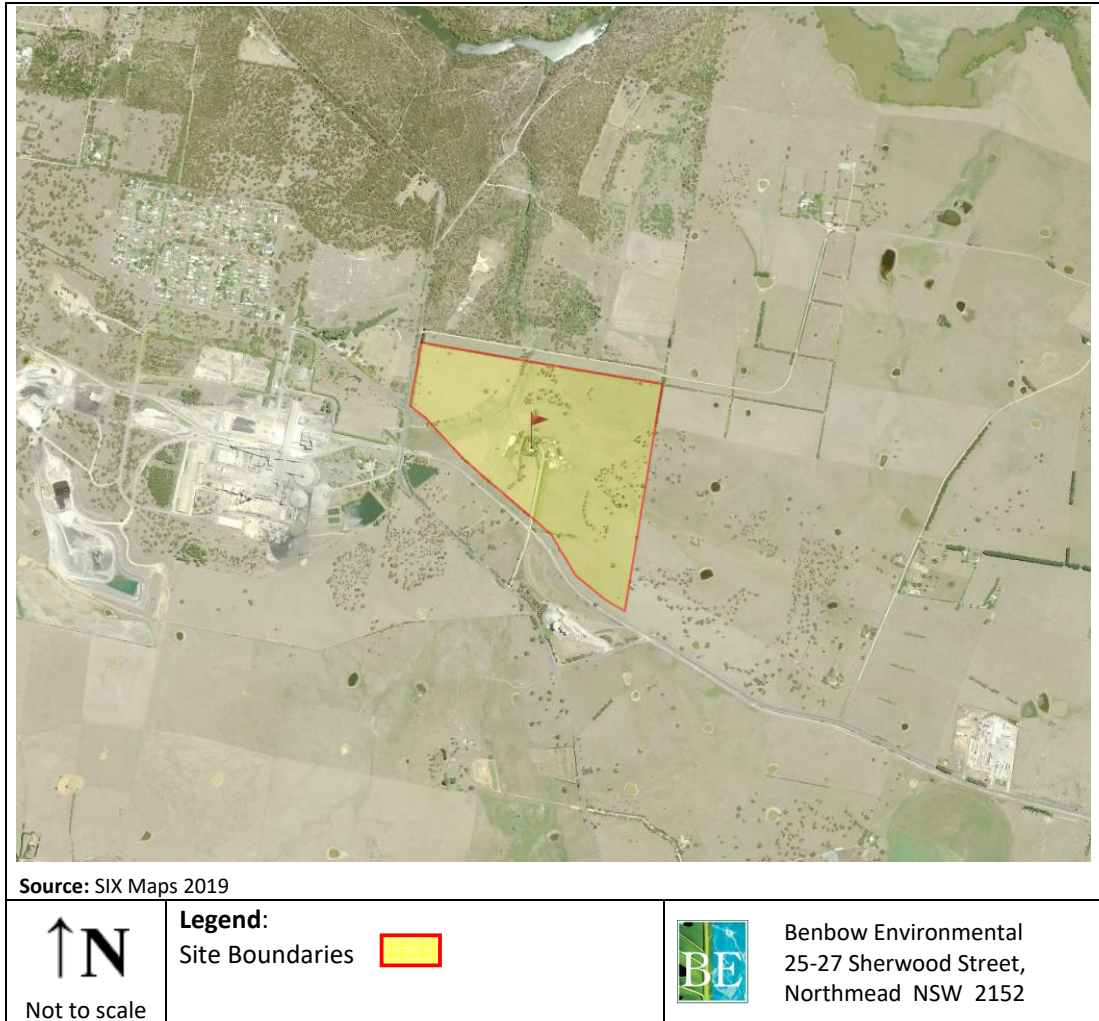 Source: SIX Maps 2019
N
Not to scale
Legend:
Site Boundaries
BE
Benbow Environmental
25-27 Sherwood Street,
Northmead NSW 2152